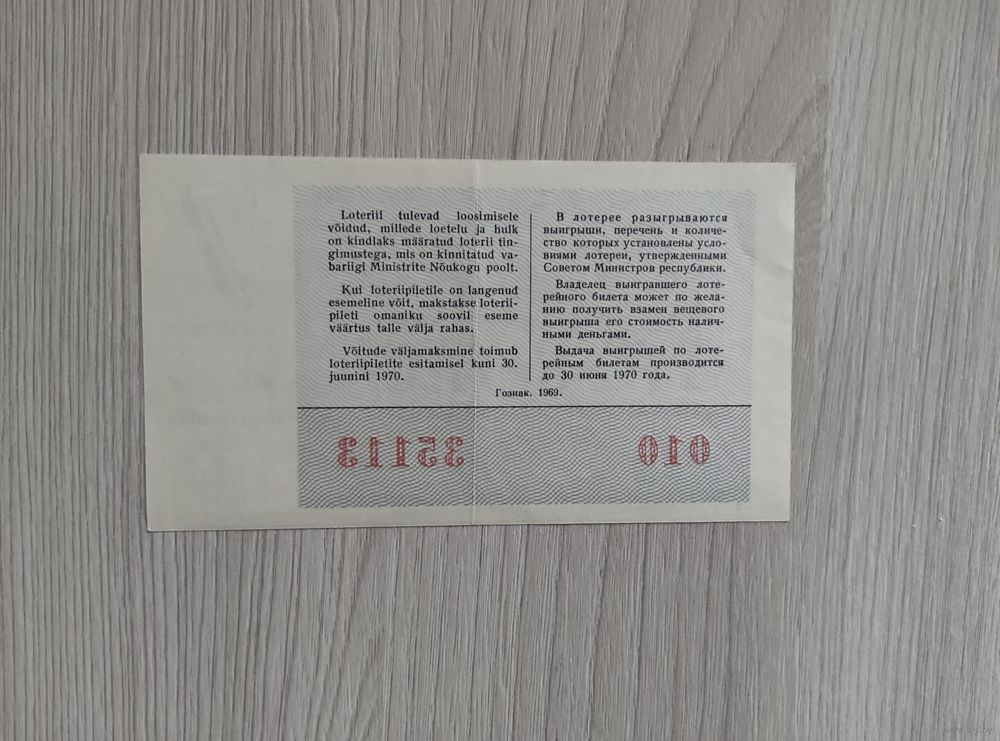 Loteriil tulevad loosimisele
võidud, millede loetelu ja hulk
on kindlaks määratud loterii tin-
gimustega, mis on kinnitatud va-
bariigi Ministrite Nõukogu poolt.
Kui loteriipiletile on langenud
esemeline võit, makstakse loterii-
pileti omaniku soovil eseme
väärtus talle välja rahas.
Võitude väljamaksmine toimub
loteriipiletite esitamisel kuni 30.
juunini 1970.
В лотерее разыгрываются
выигрыши, перечень и количе-
ство которых установлены усло-
виями лотереи, утвержденными
Советом Министров республики.
Владелец выигравшего лоте-
рейного билета может по жела-
нию получить взамен вещевого
выигрыша его стоимость налич-
ными деньгами.
Выдача выигрышей по лоте-
рейным билетам производится
до 30 июня 1970 года.
Гознак. 1969.
35113
010